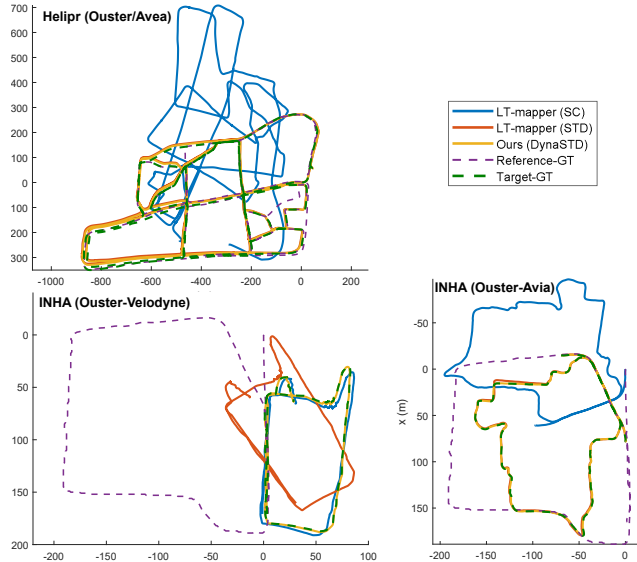 Helipr (Ouster/Avea)
700
600
500
400
300
200
100
0
100
200
300
-1000 -800 -600 -400 -200 0 200
LT-mapper (SC)
LT-mapper (STD)
Ours (DynaSTD)
Reference-GT
Target-GT
INHA (Ouster-Velodyne)
0
50
100
150
200
-200 -150 -100 -50 0 50 100
INHA (Ouster-Avia)
x (m)
-50
0
50
100
150
-200 -150 -100 -50 0